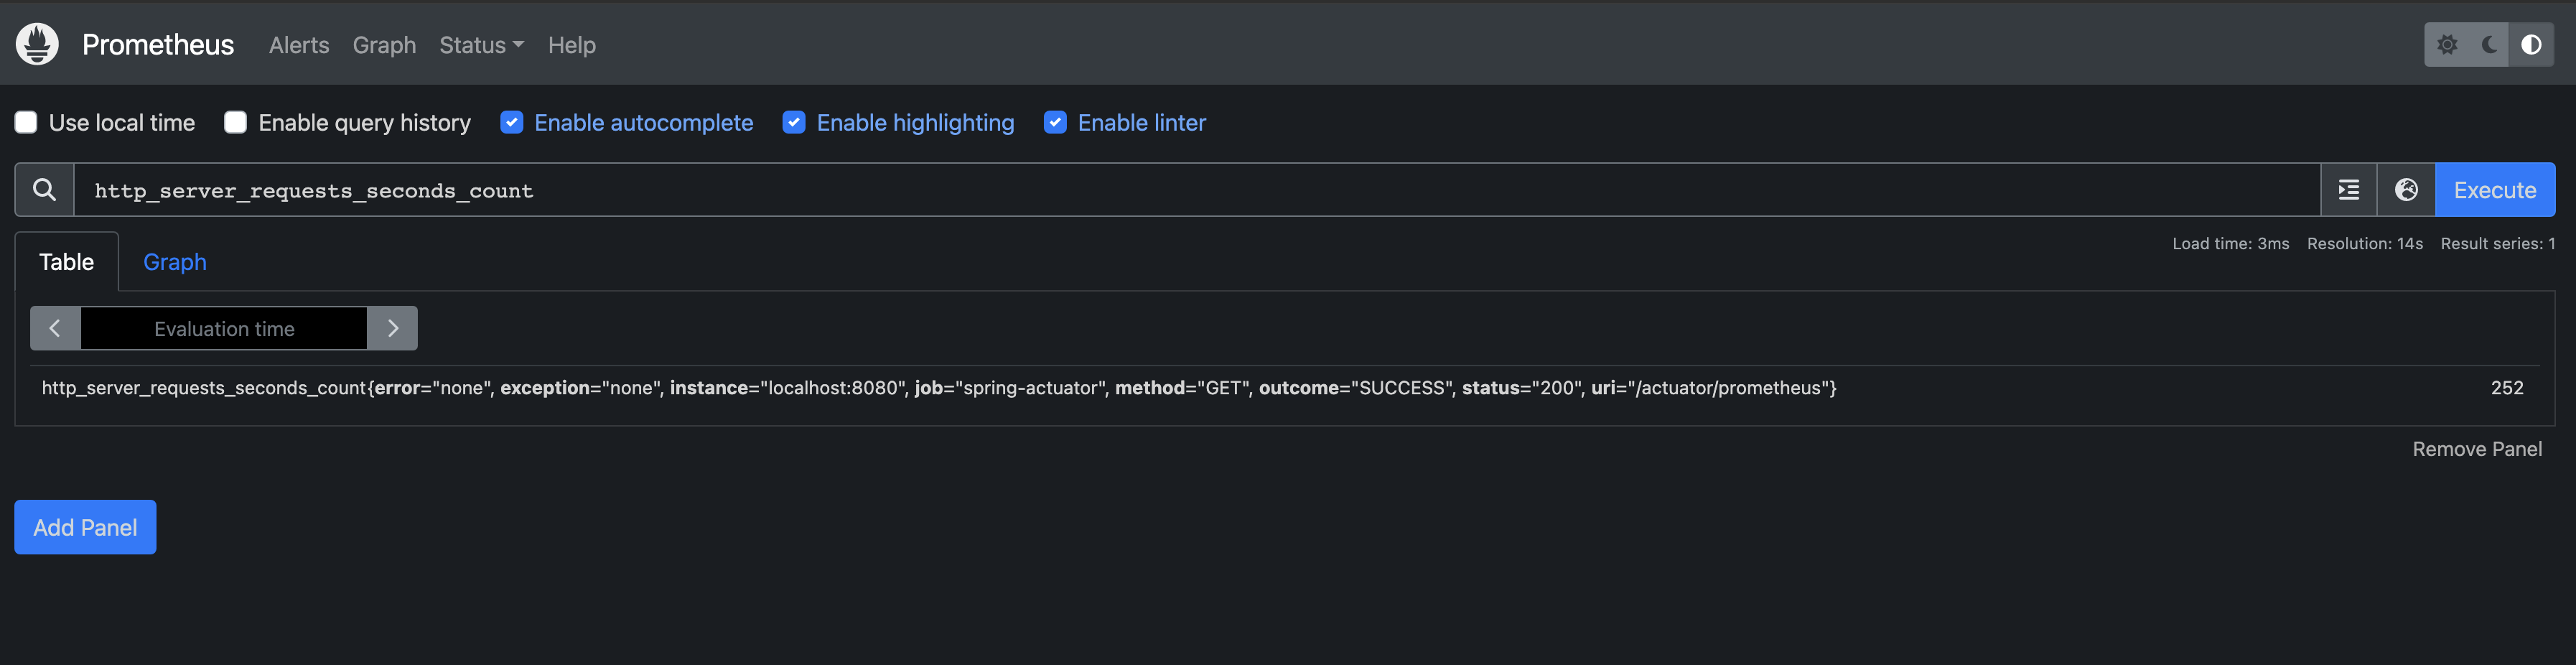 Prometheus Alerts Graph Status Help
Use local time Enable query history Enable autocomplete Enable highlighting Enable linter
http_server_requests_seconds_count Execute
Load time: 3ms Resolution: 14s Result series: 1
Table Graph
Evaluation time
http_server_requests_seconds_count{error="none", exception="none", instance="localhost:8080", job="spring-actuator", method="GET", outcome="SUCCESS", status="200", uri="/actuator/prometheus"} 252
Remove Panel
Add Panel